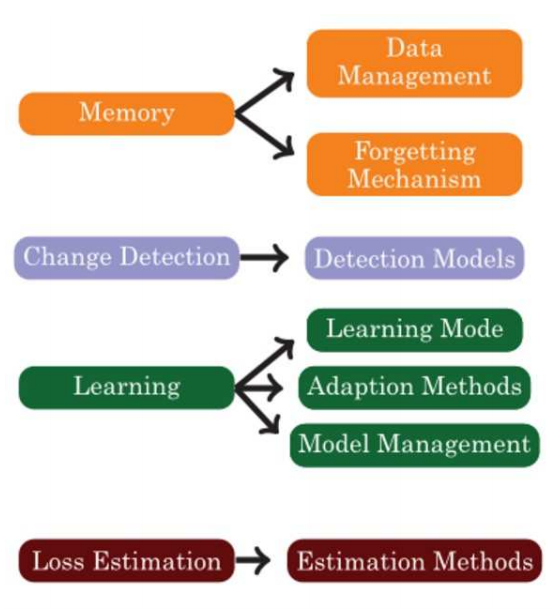 Data
Management
Memory
Forgetting
Mechanism
Change Detection
Detection Models
Learning Mode
Learning
Adaption Methods
Model Management
Loss Estimation
Estimation Methods